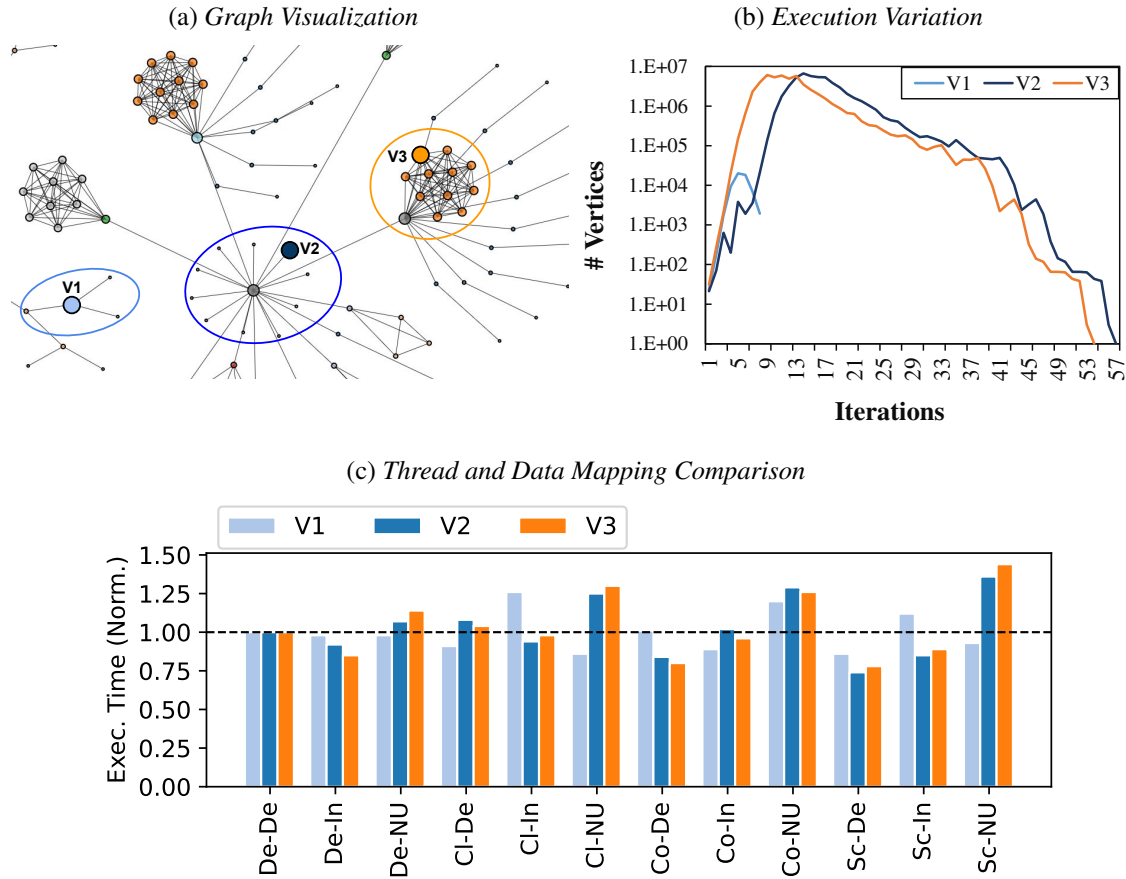 (a) Graph Visualization
V3
V2
V1
(b) Execution Variation
V1 V2 V3
# Vertices
1.E+07
1.E+06
1.E+05
1.E+04
1.E+03
1.E+02
1.E+01
1.E+00
1 5 9 13 17 21 25 29 33 37 41 45 49 53 57
Iterations
(c) Thread and Data Mapping Comparison
V1 V2 V3
Exec. Time (Norm.)
1.50
1.25
1.00
0.75
0.50
0.25
0.00
De-De De-In De-NU Cl-De Cl-In Cl-NU Co-De Co-In Co-NU Sc-De Sc-In Sc-NU